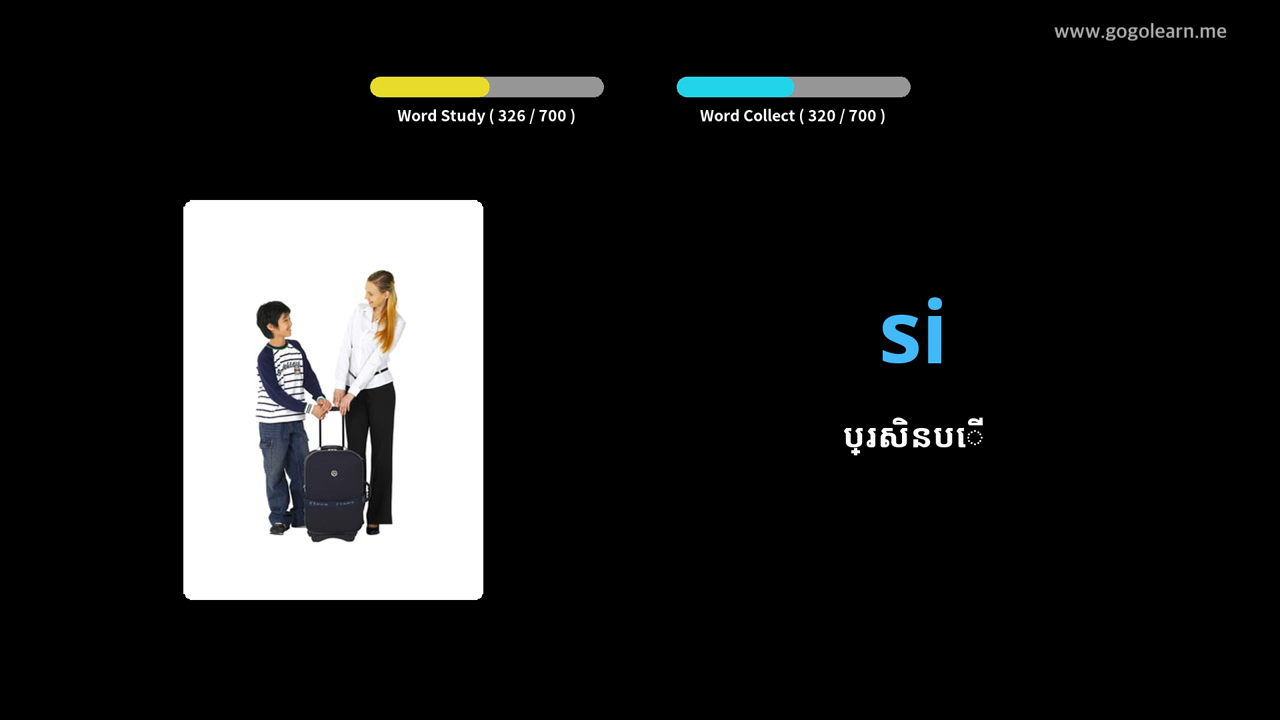 www.gogolearn.me
Word Study ( 326 / 700 )
Word Collect ( 320 / 700 )
si
ប្រសិនបើ